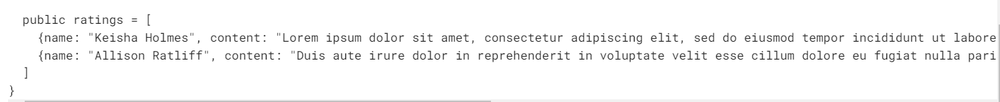 public ratings = [
{name: "Keisha Holmes", content: "Lorem ipsum dolor sit amet, consectetur adipiscing elit, sed do eiusmod tempor incididunt ut labore
{name: "Allison Ratliff", content: "Duis aute irure dolor in reprehenderit in voluptate velit esse cillum dolore eu fugiat nulla pari
]
}